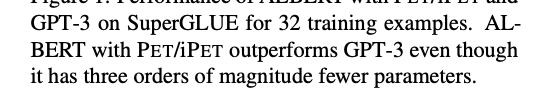 GPT-3 on SuperGLUE for 32 training examples. AL-
BERT with PET/iPET outperforms GPT-3 even though
it has three orders of magnitude fewer parameters.